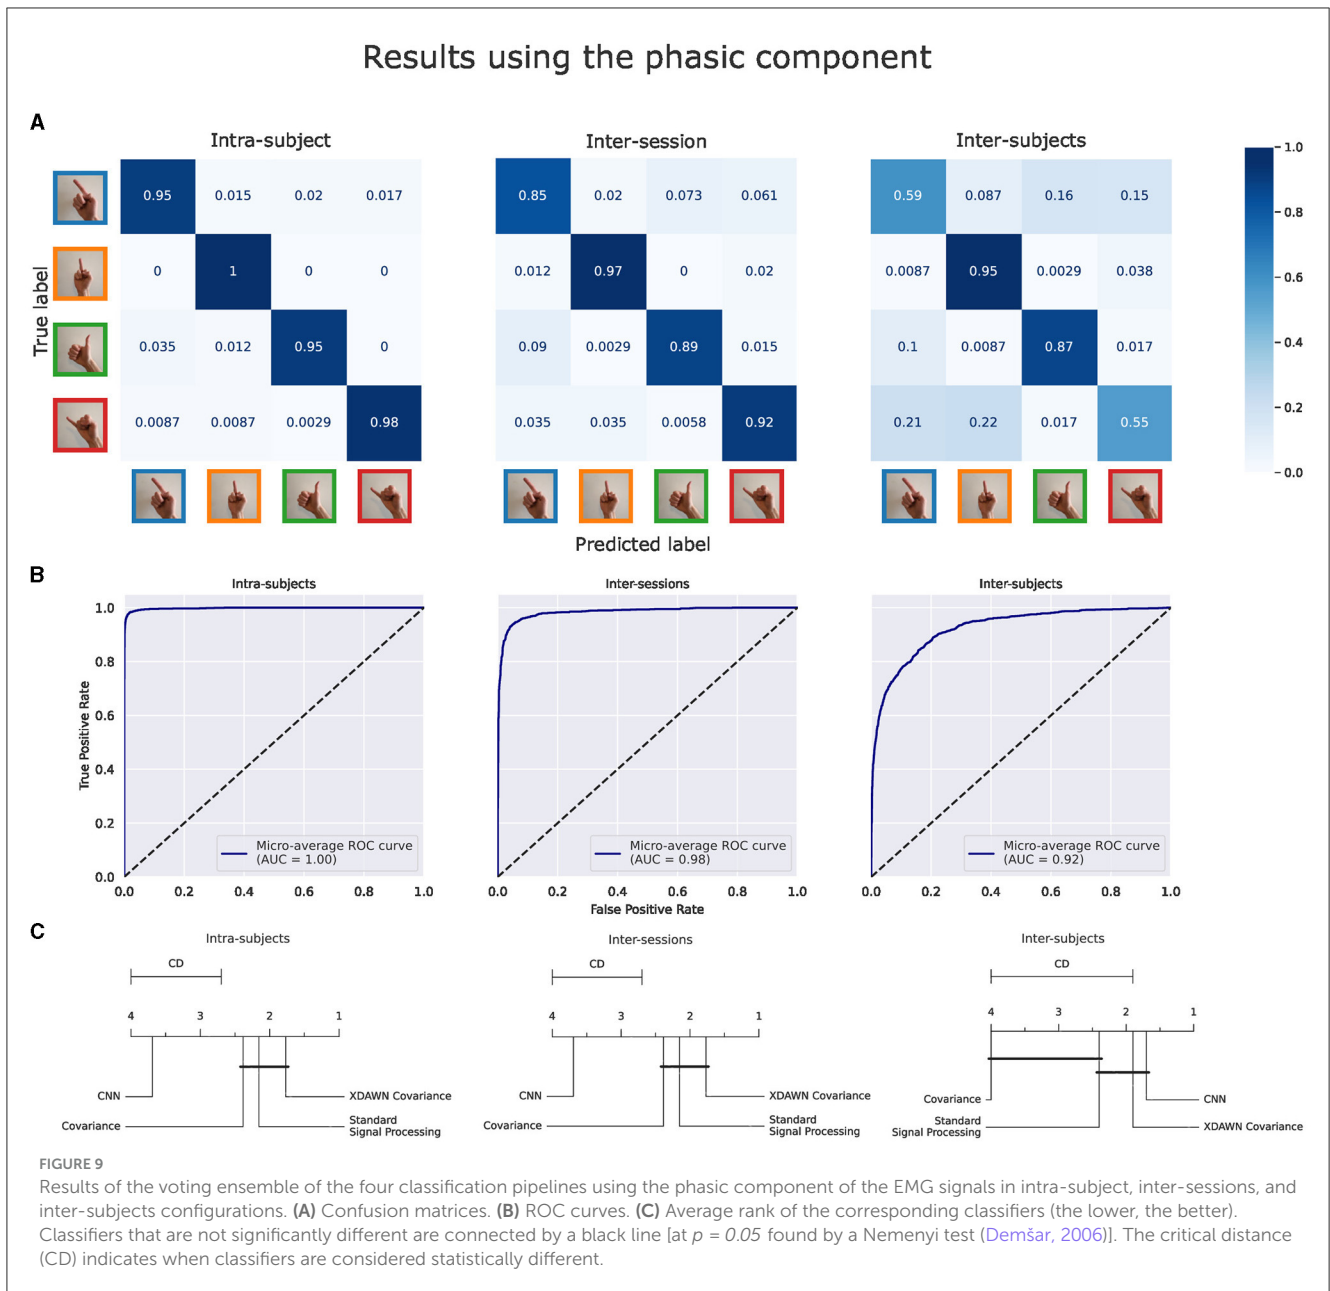 Results using the phasic component
A
Intra-subject
Inter-session
Inter-subjects
True label
0.95 0.015 0.02 0.017
0 1 0 0
0.035 0.012 0.95 0
0.0087 0.0087 0.0029 0.98
0.85 0.02 0.073 0.061
0.012 0.97 0 0.02
0.09 0.0029 0.89 0.015
0.035 0.035 0.0058 0.92
0.59 0.087 0.16 0.15
0.0087 0.95 0.0029 0.038
0.1 0.0087 0.87 0.017
0.21 0.22 0.017 0.55
1.0
0.8
0.6
0.4
0.2
0.0
Predicted label
B
Intra-subjects
True Positive Rate
1.0
0.8
0.6
0.4
0.2
0.0
Micro-average ROC curve
(AUC = 1.00)
0.0 0.2 0.4 0.6 0.8 1.0
Inter-sessions
Micro-average ROC curve
(AUC = 0.98)
0.0 0.2 0.4 0.6 0.8 1.0
False Positive Rate
Inter-subjects
Micro-average ROC curve
(AUC = 0.92)
0.0 0.2 0.4 0.6 0.8 1.0
C
Intra-subjects
CD
4 3 2 1
CNN
Covariance
XDAWN Covariance
Standard
Signal Processing
Inter-sessions
CD
4 3 2 1
CNN
Covariance
XDAWN Covariance
Standard
Signal Processing
Inter-subjects
CD
4 3 2 1
Covariance
Standard
Signal Processing
CNN
XDAWN Covariance
FIGURE 9
Results of the voting ensemble of the four classification pipelines using the phasic component of the EMG signals in intra-subject, inter-sessions, and
inter-subjects configurations. (A) Confusion matrices. (B) ROC curves. (C) Average rank of the corresponding classifiers (the lower, the better).
Classifiers that are not significantly different are connected by a black line [at p = 0.05 found by a Nemenyi test (Demšar, 2006)]. The critical distance
(CD) indicates when classifiers are considered statistically different.